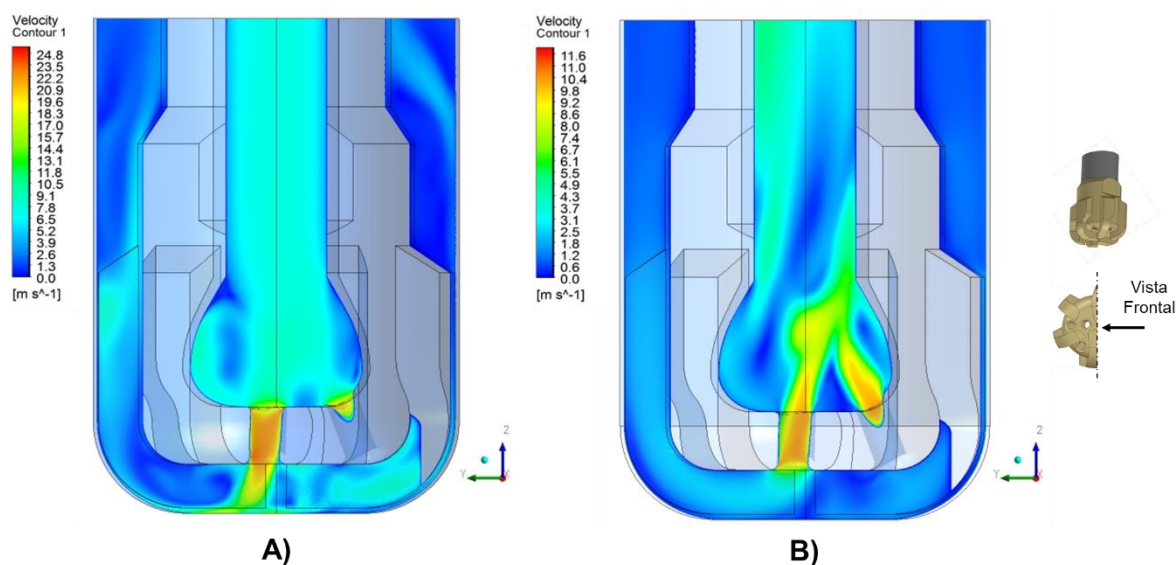 Velocity
Contour 1
24.8
23.5
22.2
20.9
19.6
18.3
17.0
15.7
14.4
13.1
11.8
10.5
9.1
7.8
6.5
5.2
3.9
2.6
1.3
0.0
[m s^-1]
Z
Y
X
A)
Velocity
Contour 1
11.6
11.0
10.4
9.8
9.2
8.6
8.0
7.4
6.7
6.1
5.5
4.9
4.3
3.7
3.1
2.4
1.8
1.2
0.6
0.0
[m s^-1]
Z
Y
X
B)
Vista
Frontal